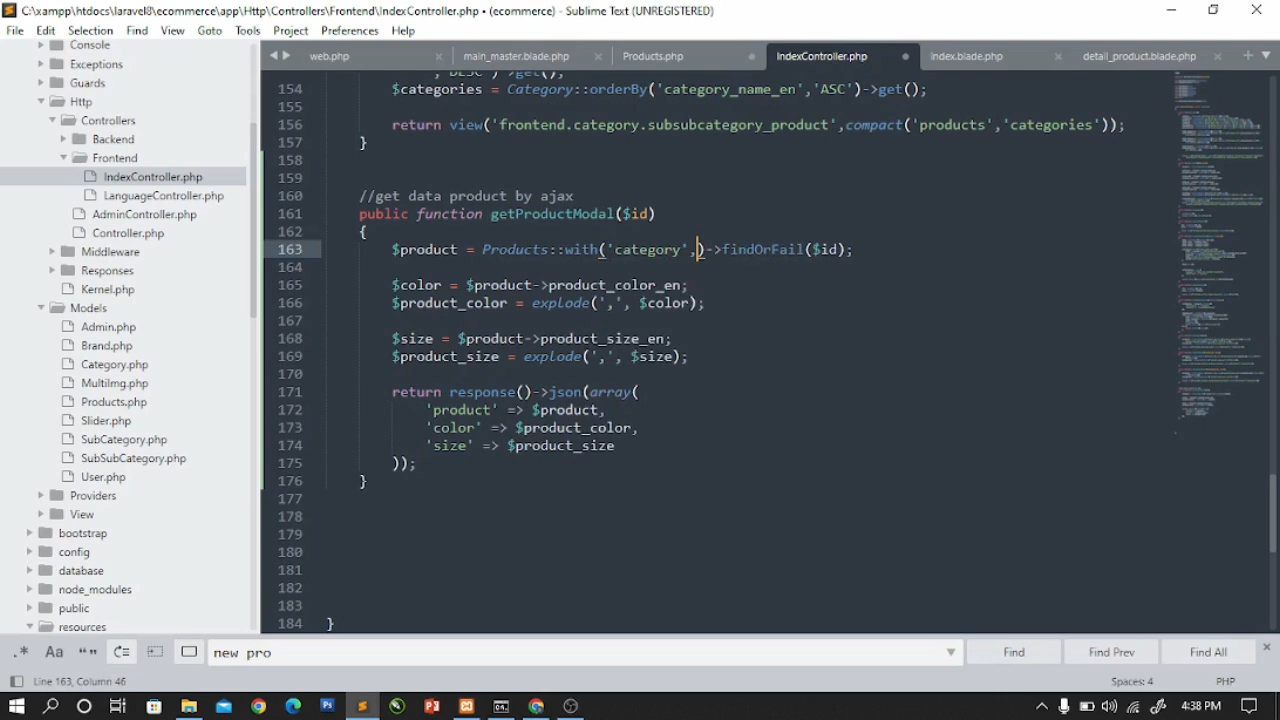 C:\xampp\htdocs\laravel8\ecommerce\app\Http\Controllers\Frontend\IndexController.php • (ecommerce) - Sublime Text (UNREGISTERED)
File Edit Selection Find View Goto Tools Project Preferences Help
Console
Exceptions
Guards
Http
Controllers
Backend
Frontend
IndexController.php
LanguageController.php
AdminController.php
Controller.php
Middleware
Responses
Kernel.php
Models
Admin.php
Brand.php
Category.php
MultiImg.php
Products.php
Slider.php
SubCategory.php
SubSubCategory.php
User.php
Providers
View
bootstrap
config
database
node_modules
public
resources
web.php main_master.blade.php Products.php IndexController.php index.blade.php detail_product.blade.php
,'DESC')->get();
154 $categories = Category::orderBy('category_name_en','ASC')->get();
155
156 return view('frontend.category.subsubcategory_product',compact('products','categories'));
157 }
158
159
160 //get data product by ajax
161 public function getProductModal($id)
162 {
163 $product = Products::with('category',)->findOrFail($id);
164
165 $color = $product->product_color_en;
166 $product_color = explode(',', $color);
167
168 $size = $product->product_size_en;
169 $product_size = explode(',', $size);
170
171 return response()->json(array(
172 'product' => $product,
173 'color' => $product_color,
174 'size' => $product_size
175 ));
176 }
177
178
179
180
181
182
183
184 }
.* Aa “” new pro Find Find Prev Find All
Line 163, Column 46 Spaces: 4 PHP
4:38 PM